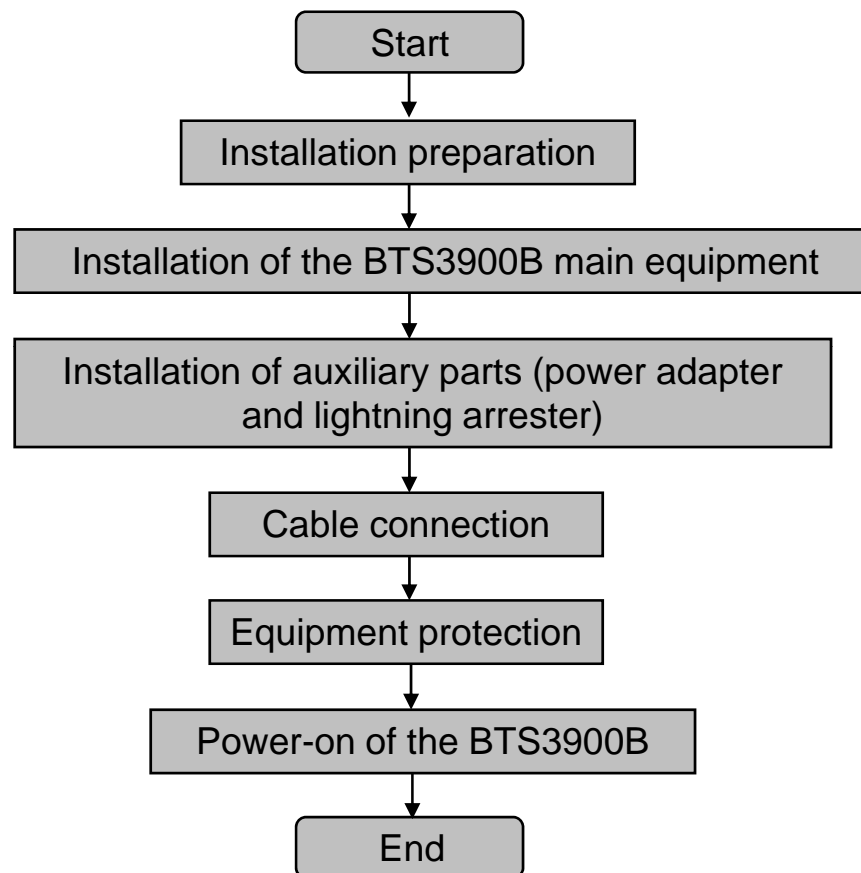 Start
Installation preparation
Installation of the BTS3900B main equipment
Installation of auxiliary parts (power adapter
and lightning arrester)
Cable connection
Equipment protection
Power-on of the BTS3900B
End